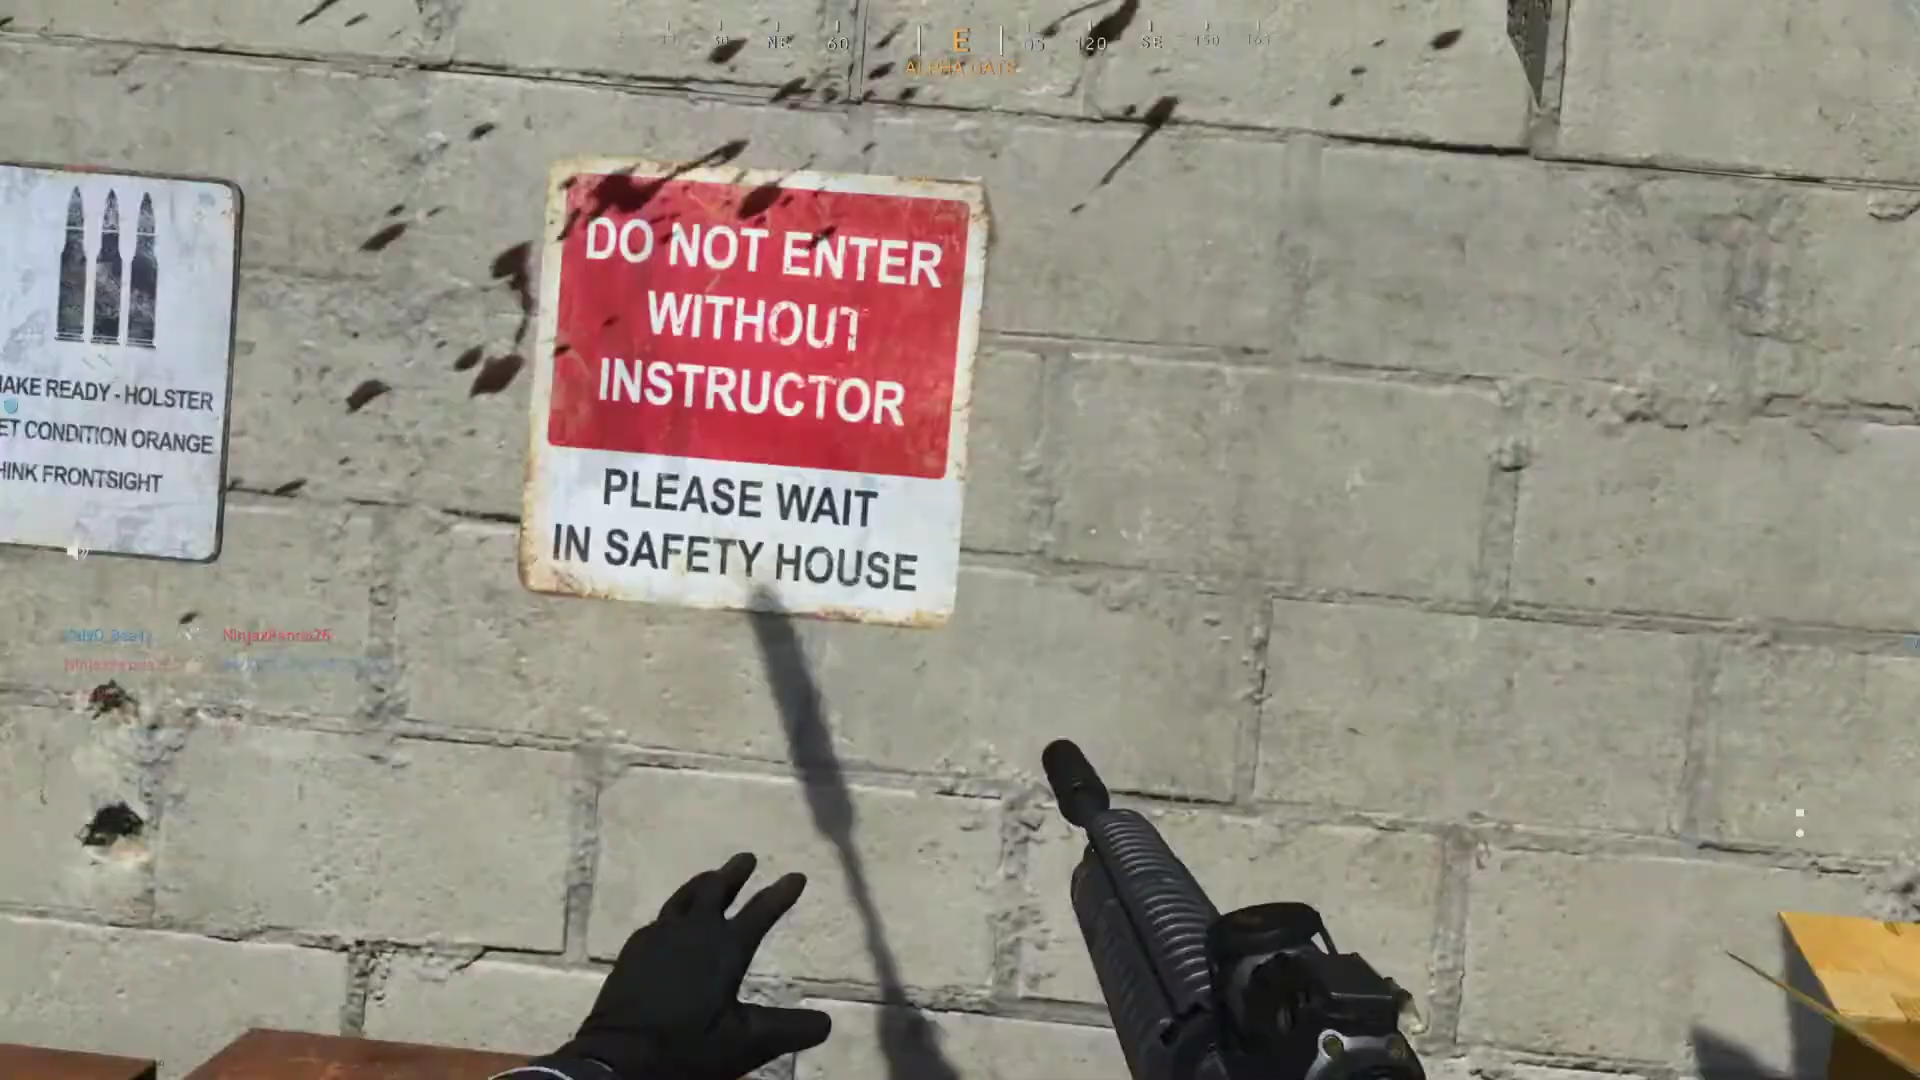 NE 60 E 120 SE 150
DO NOT ENTER
WITHOUT
INSTRUCTOR
PLEASE WAIT
IN SAFETY HOUSE
AKE READY - HOLSTER
ET CONDITION ORANGE
HINK FRONTSIGHT